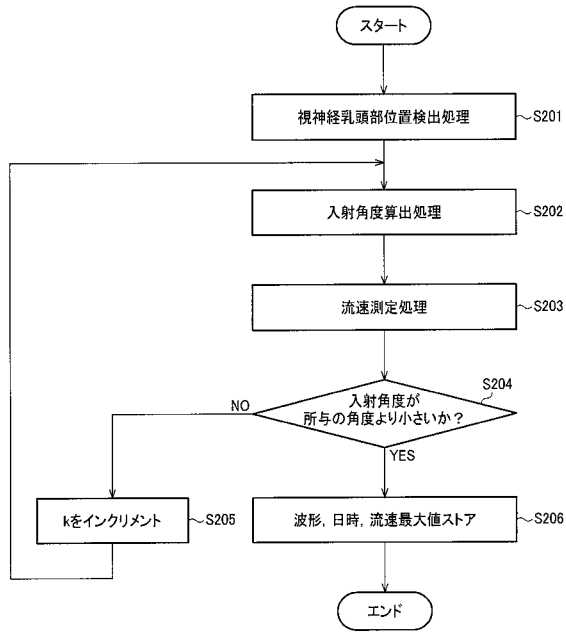 スタート
視神経乳頭部位置検出処理
S201
入射角度算出処理
S202
流速測定処理
S203
S204
入射角度が
所与の角度より小さいか？
NO
YES
kをインクリメント
S205
波形, 日時, 流速最大値ストア
S206
エンド